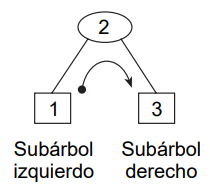 2
1 3
Subárbol Subárbol
izquierdo derecho